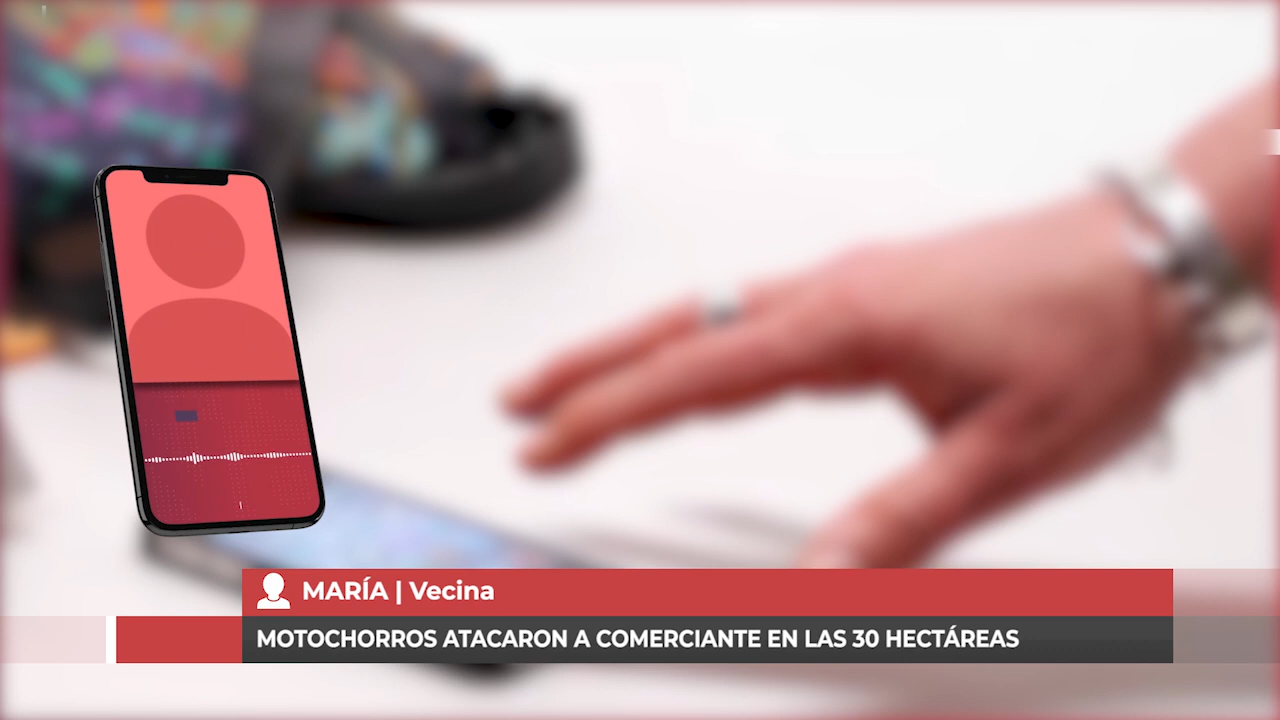 MARÍA | Vecina
MOTOCHORROS ATACARON A COMERCIANTE EN LAS 30 HECTÁREAS